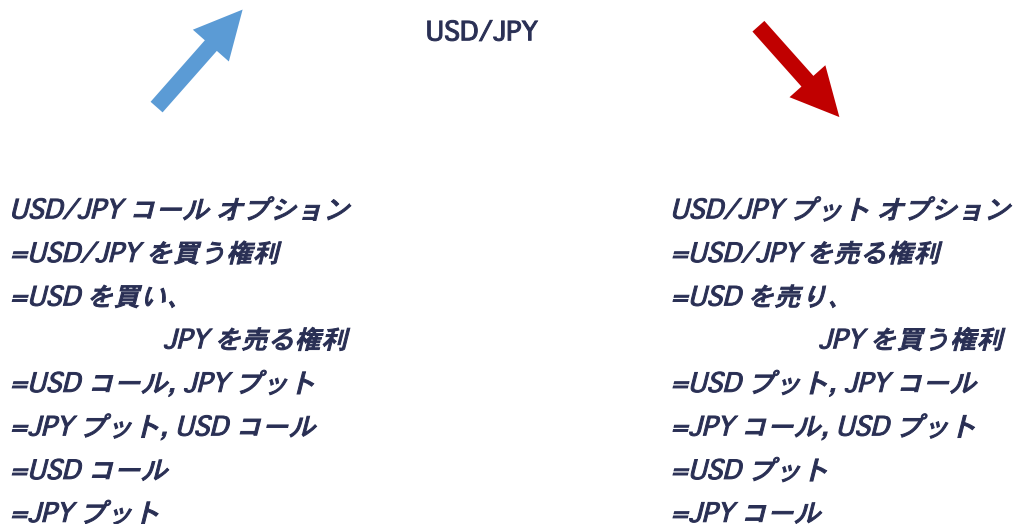 USD/JPY
USD/JPY コール オプション
=USD/JPY を買う権利
=USD を買い、
JPY を売る権利
=USD コール, JPY プット
=JPY プット, USD コール
=USD コール
=JPY プット
USD/JPY プット オプション
=USD/JPY を売る権利
=USD を売り、
JPY を買う権利
=USD プット, JPY コール
=JPY コール, USD プット
=USD プット
=JPY コール